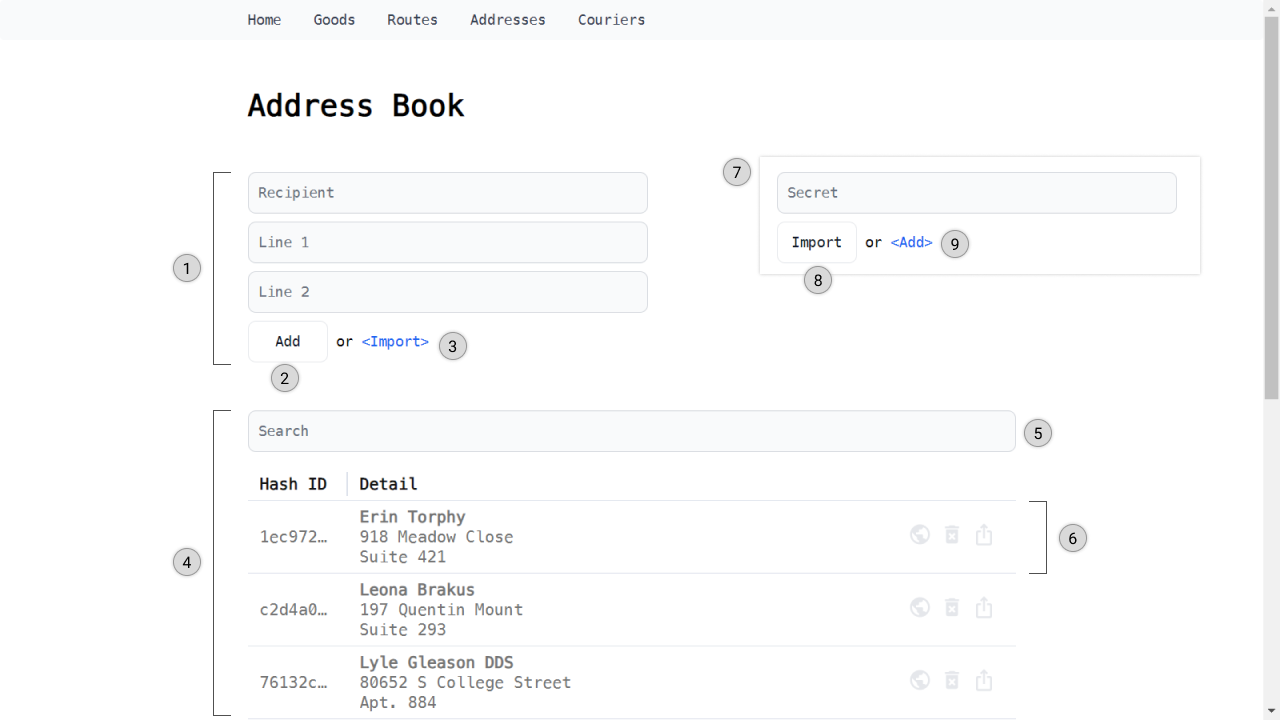 Home Goods Routes Addresses Couriers
Address Book
1
Recipient
Line 1
Line 2
Add or <Import>
2
3
7
Secret
Import or <Add>
8
9
4
Search
5
Hash ID Detail
1ec972…
Erin Torphy
918 Meadow Close
Suite 421
6
c2d4a0…
Leona Brakus
197 Quentin Mount
Suite 293
76132c…
Lyle Gleason DDS
80652 S College Street
Apt. 884